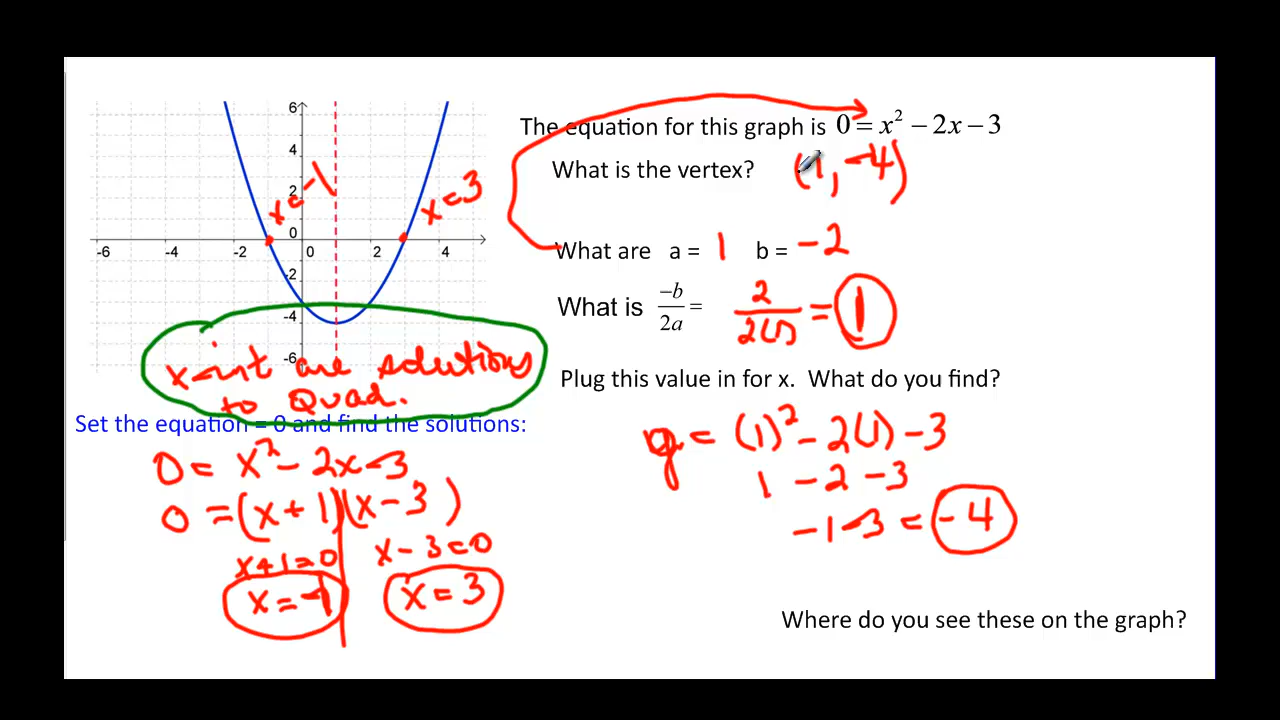 The equation for this graph is 0 = x² − 2x − 3
What is the vertex? (1, −4)
What are a = 1 b = −2
What is −b/2a = 2/2(1) = 1
Plug this value in for x. What do you find?
y = (1)² − 2(1) − 3
1 − 2 − 3
−1 − 3 = −4
Where do you see these on the graph?
6
4
2
0
-2
-4
-6
-6 -4 -2 0 2 4
x = −1
x = 3
x-int are solutions
to Quad.
Set the equation = 0 and find the solutions:
0 = x² − 2x − 3
0 = (x + 1)(x − 3)
x + 1 = 0 x − 3 = 0
x = −1 x = 3